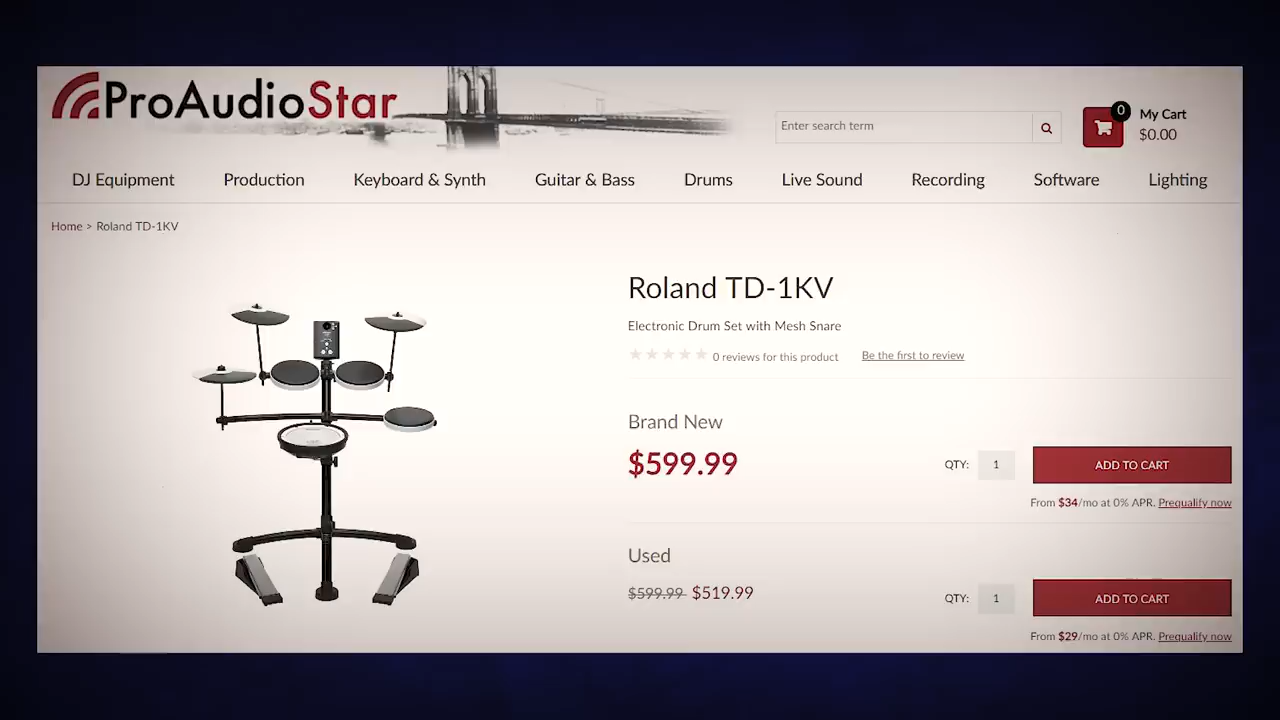 ProAudioStar
Enter search term
0
My Cart
$0.00
DJ Equipment Production Keyboard & Synth Guitar & Bass Drums Live Sound Recording Software Lighting
Home > Roland TD-1KV
Roland TD-1KV
Electronic Drum Set with Mesh Snare
0 reviews for this product Be the first to review
Brand New
$599.99 QTY: 1 ADD TO CART
From $34/mo at 0% APR. Prequalify now
Used
$599.99 $519.99 QTY: 1 ADD TO CART
From $29/mo at 0% APR. Prequalify now